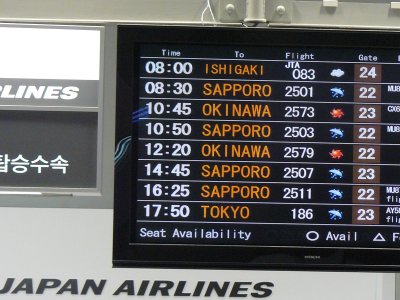 Time To Flight Gate
08:00 ISHIGAKI JTA 083 24
08:30 SAPPORO 2501 22
10:45 OKINAWA 2573 23
10:50 SAPPORO 2503 22
12:20 OKINAWA 2579 22
14:45 SAPPORO 2507 23
16:25 SAPPORO 2511 22
17:50 TOKYO 186 23
Seat Availability Avail
HITACHI
AIRLINES
탑승수속
JAPAN AIRLINES